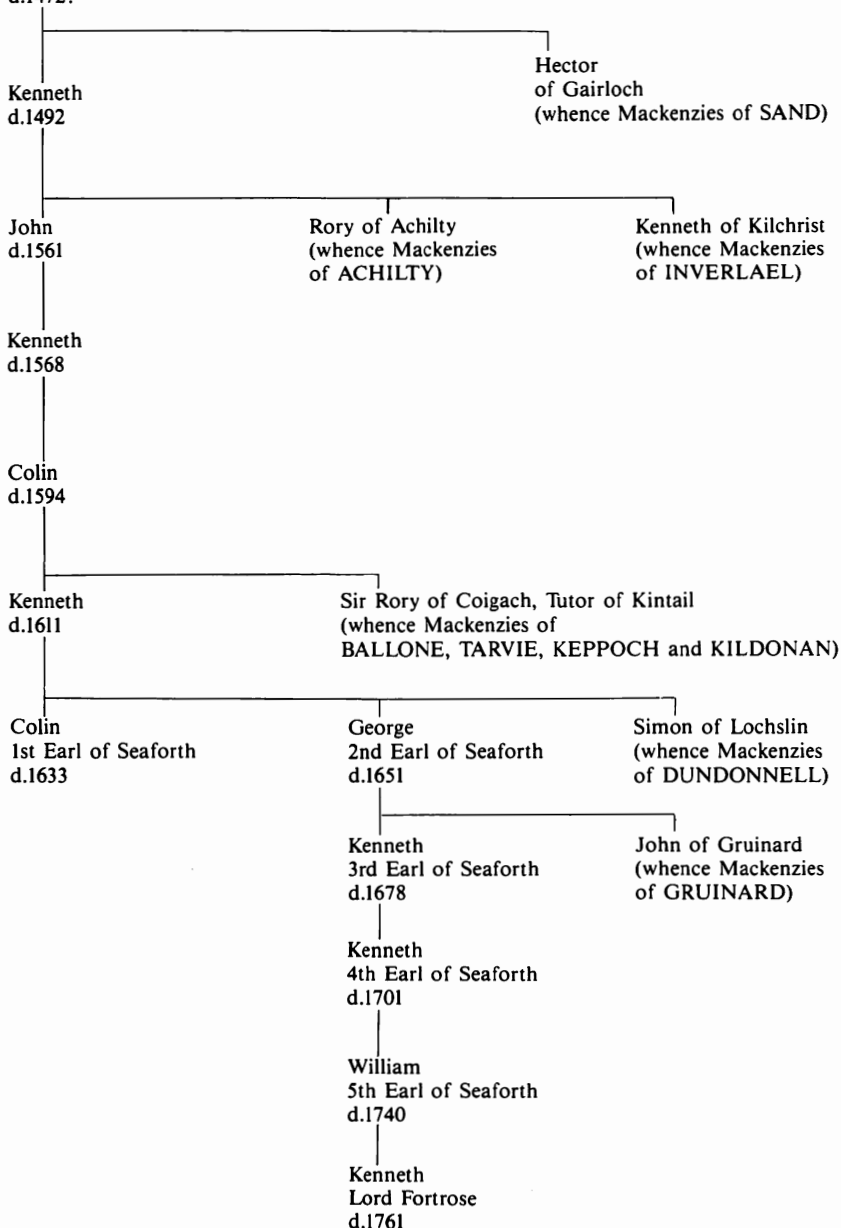 Hector
of Gairloch
(whence Mackenzies of SAND)
Kenneth
d.1492
John
d.1561
Rory of Achilty
(whence Mackenzies
of ACHILTY)
Kenneth of Kilchrist
(whence Mackenzies
of INVERLAEL)
Kenneth
d.1568
Colin
d.1594
Kenneth
d.1611
Sir Rory of Coigach, Tutor of Kintail
(whence Mackenzies of
BALLONE, TARVIE, KEPPOCH and KILDONAN)
Colin
1st Earl of Seaforth
d.1633
George
2nd Earl of Seaforth
d.1651
Simon of Lochslin
(whence Mackenzies
of DUNDONNELL)
Kenneth
3rd Earl of Seaforth
d.1678
John of Gruinard
(whence Mackenzies
of GRUINARD)
Kenneth
4th Earl of Seaforth
d.1701
William
5th Earl of Seaforth
d.1740
Kenneth
Lord Fortrose
d.1761